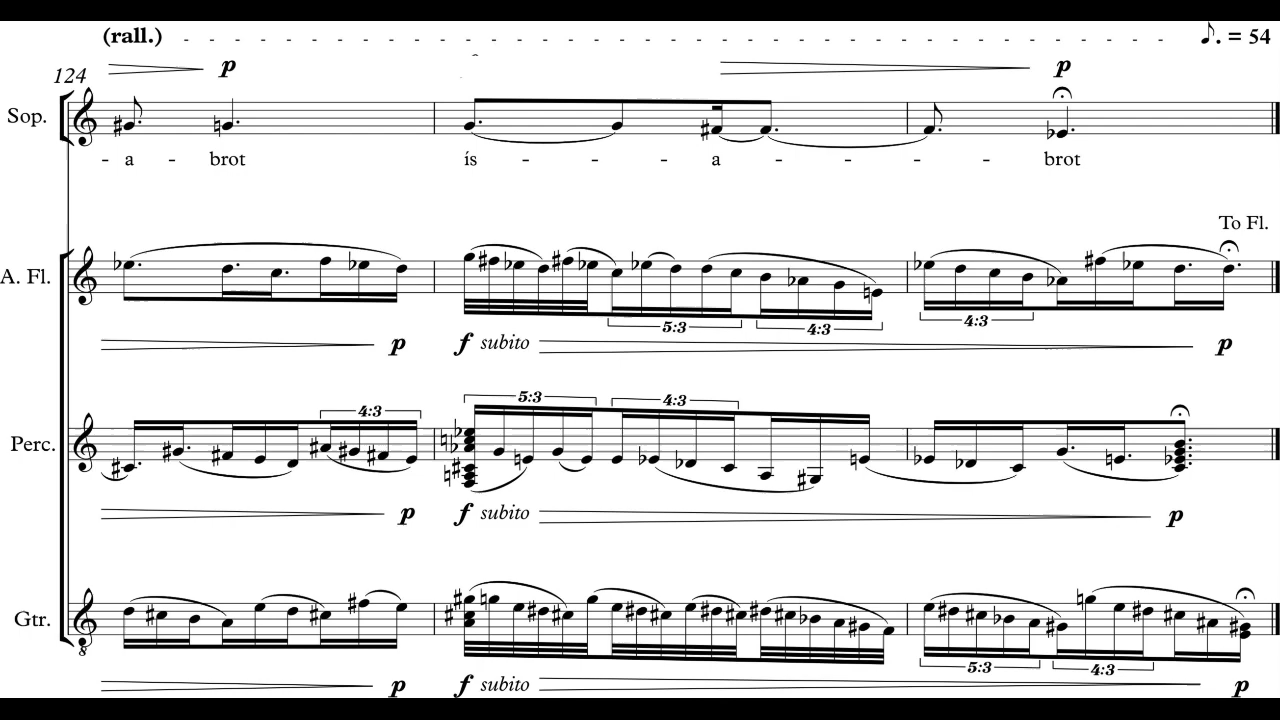 (rall.) ♪. = 54
124 p p
Sop.
- a - brot ís - - - a - - - - brot
To Fl.
A. Fl.
5:3 4:3 4:3
p f subito p
5:3 4:3
4:3
Perc.
p f subito p
Gtr.
8
5:3 4:3
p f subito p